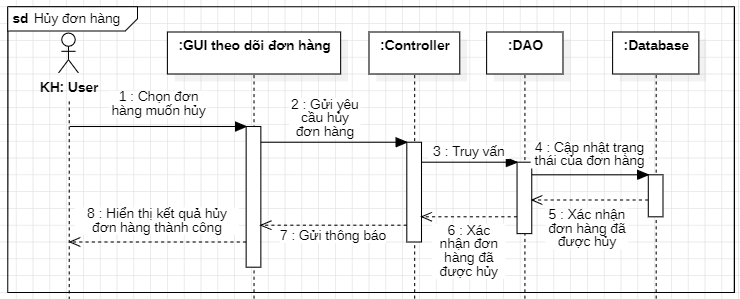 sd Hủy đơn hàng
KH: User
:GUI theo dõi đơn hàng
:Controller
:DAO
:Database
1 : Chọn đơn
hàng muốn hủy
2 : Gửi yêu
cầu hủy
đơn hàng
3 : Truy vấn
4 : Cập nhật trạng
thái của đơn hàng
5 : Xác nhận
đơn hàng đã
được hủy
6 : Xác
nhận đơn
hàng đã
được hủy
7 : Gửi thông báo
8 : Hiển thị kết quả hủy
đơn hàng thành công